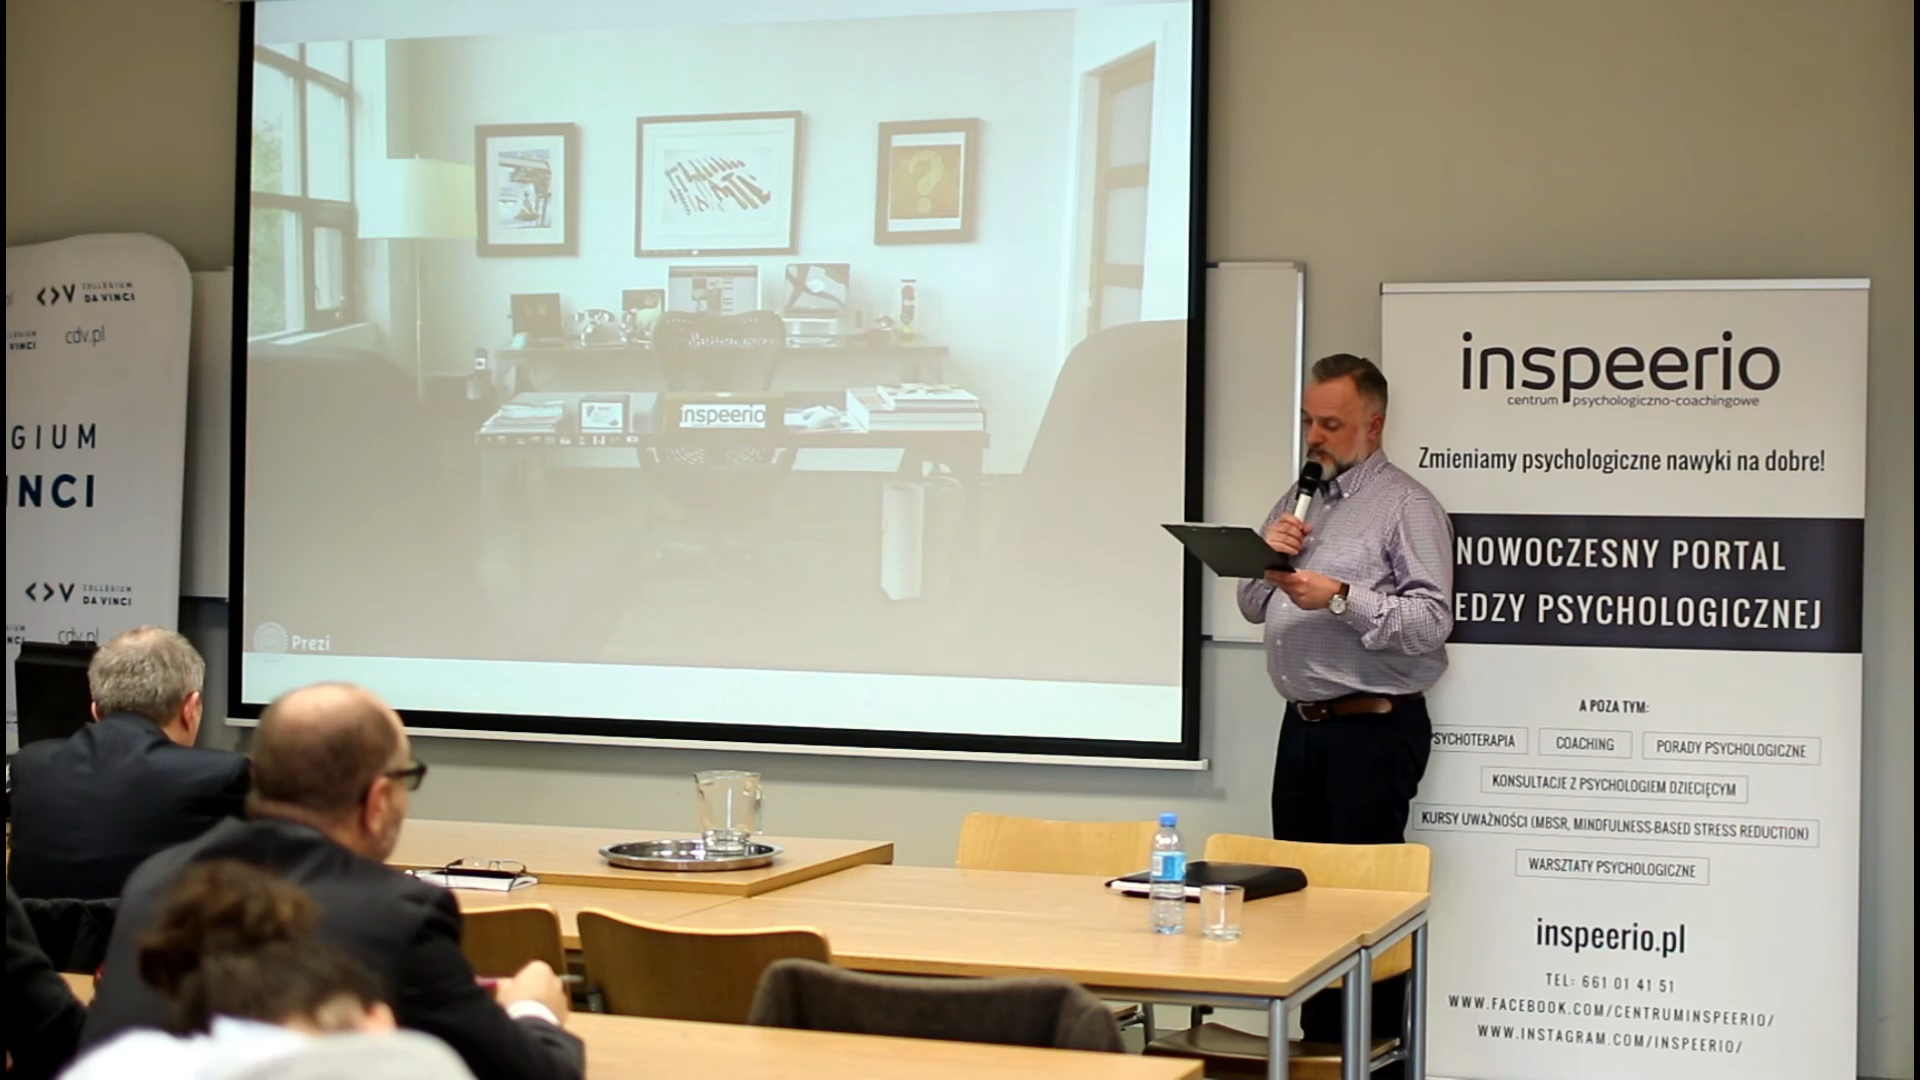 COLLEGIUM
DA VINCI
cdv.pl
VINCI
GIUM
INCI
COLLEGIUM
DA VINCI
cdv.pl
?
inspeerio
Prezi
inspeerio
centrum psychologiczno-coachingowe
Zmieniamy psychologiczne nawyki na dobre!
NOWOCZESNY PORTAL
EDZY PSYCHOLOGICZNEJ
A POZA TYM:
PSYCHOTERAPIA COACHING PORADY PSYCHOLOGICZNE
KONSULTACJE Z PSYCHOLOGIEM DZIECIĘCYM
KURSY UWAŻNOŚCI (MBSR, MINDFULNESS-BASED STRESS REDUCTION)
WARSZTATY PSYCHOLOGICZNE
inspeerio.pl
TEL: 661 01 41 51
WWW.FACEBOOK.COM/CENTRUMINSPEERIO/
WWW.INSTAGRAM.COM/INSPEERIO/